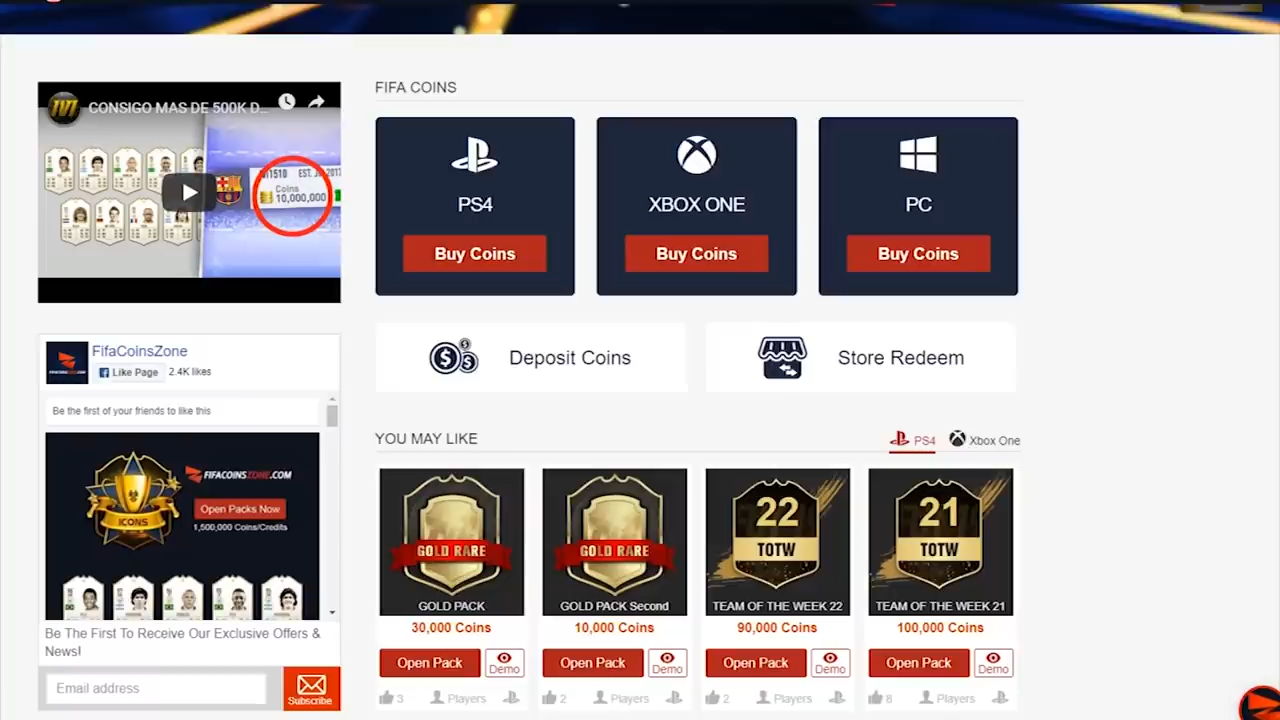 CONSIGO MAS DE 500K D...
EST. JUL 2017
Coins
10,000,000
FIFA COINS
PS4
Buy Coins
XBOX ONE
Buy Coins
PC
Buy Coins
Deposit Coins
Store Redeem
FifaCoinsZone
Like Page
2.4K likes
Be the first of your friends to like this
FIFACOINSZONE.COM
Open Packs Now
1,500,000 Coins/Credits
ICONS
Be The First To Receive Our Exclusive Offers &
News!
Email address
Subscribe
YOU MAY LIKE
PS4
Xbox One
GOLD RARE
GOLD PACK
30,000 Coins
Open Pack
Demo
3
Players
GOLD RARE
GOLD PACK Second
10,000 Coins
Open Pack
Demo
2
Players
22
TOTW
TEAM OF THE WEEK 22
90,000 Coins
Open Pack
Demo
2
Players
21
TOTW
TEAM OF THE WEEK 21
100,000 Coins
Open Pack
Demo
8
Players